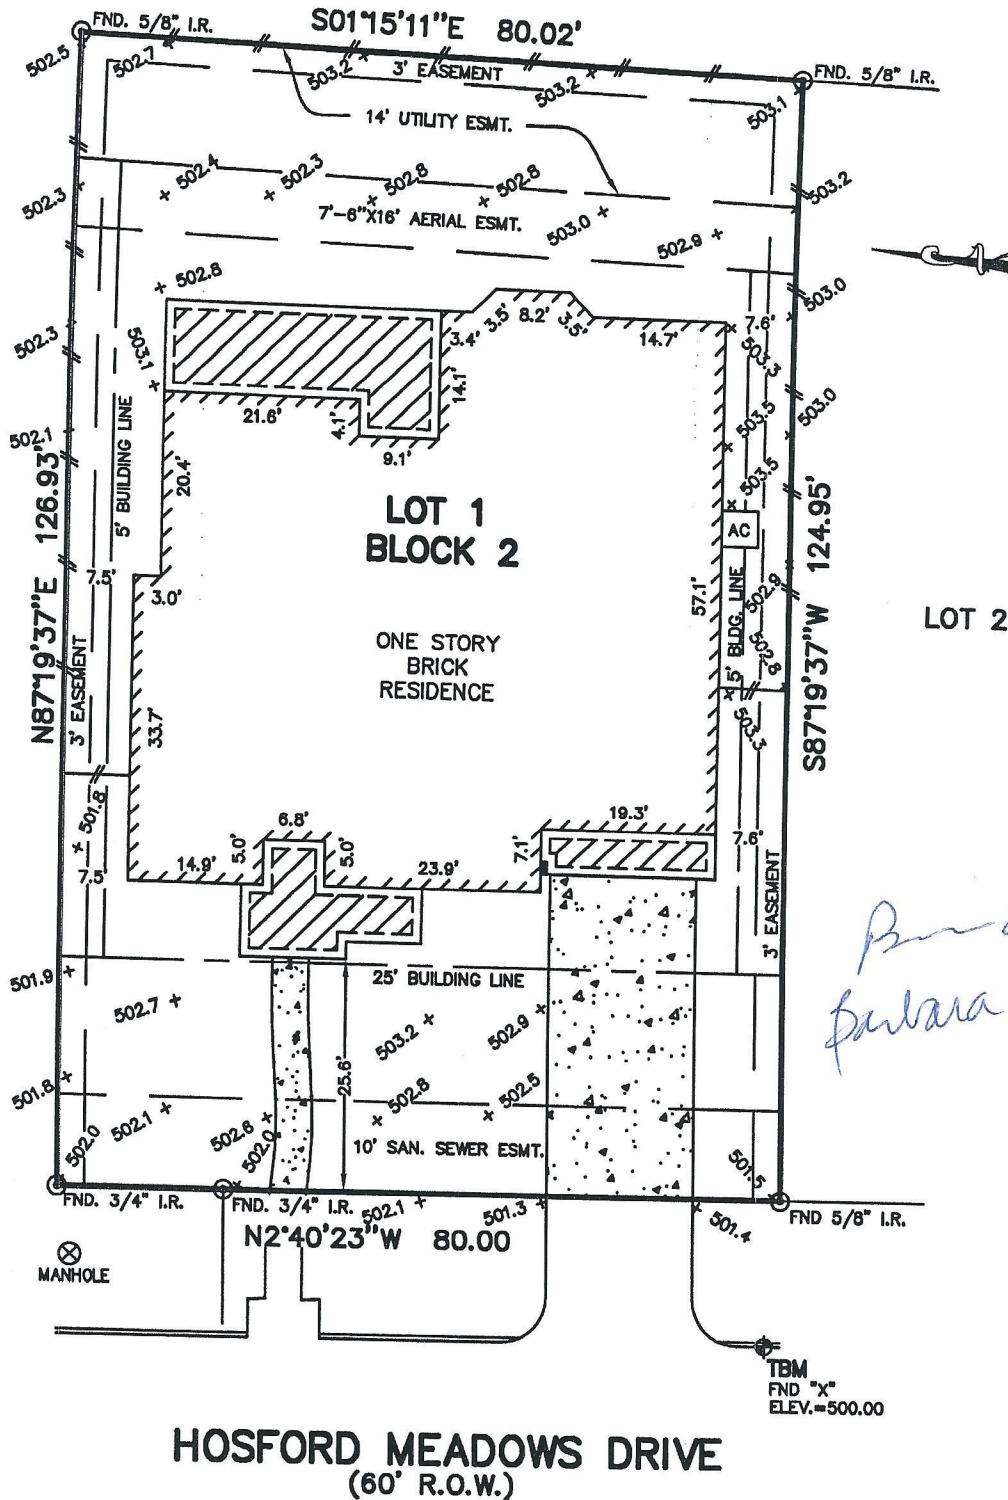 S01°15'11"E 80.02'
FND. 5/8" I.R.
FND. 5/8" I.R.
502.5
502.7
503.2
3' EASEMENT
503.2
503.1
14' UTILITY ESMT.
502.3
502.4
502.3
502.8
502.8
503.2
7'-6"X16' AERIAL ESMT.
503.0
502.9
502.8
503.0
502.3
503.1
3.4'
3.5'
8.2'
3.5'
14.7'
7.6'
503.3
14.1'
21.6'
4.1'
9.1'
503.5
503.0
502.1
5' BUILDING LINE
20.4'
503.5
LOT 1
BLOCK 2
AC
N87°19'37"E 126.93'
S87°19'37"W 124.95'
7.5'
3.0'
57.1'
5' BLDG. LINE
502.9
502.8
LOT 2
ONE STORY
BRICK
RESIDENCE
3' EASEMENT
33.7'
503.3
501.8
6.8'
19.3'
7.5'
14.9'
5.0'
5.0'
23.9'
7.1'
7.6'
3' EASEMENT
Barbara
501.9
25' BUILDING LINE
502.7
503.2
502.9
25.6'
501.8
502.1
502.8
502.5
502.0
502.6
502.0
10' SAN. SEWER ESMT.
501.5
FND. 3/4" I.R.
FND. 3/4" I.R.
502.1
501.3
501.4
FND 5/8" I.R.
N2°40'23"W 80.00
MANHOLE
TBM
FND "X"
ELEV.=500.00
HOSFORD MEADOWS DRIVE
(60' R.O.W.)